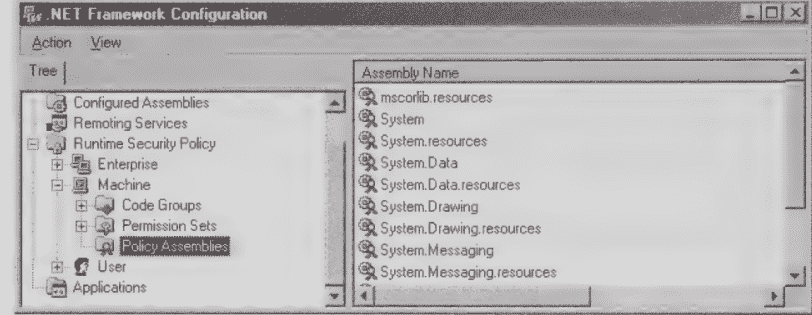 .NET Framework Configuration
Action View
Tree
Configured Assemblies
Remoting Services
Runtime Security Policy
Enterprise
Machine
Code Groups
Permission Sets
Policy Assemblies
User
Applications
Assembly Name
mscorlib.resources
System
System.resources
System.Data
System.Data.resources
System.Drawing
System.Drawing.resources
System.Messaging
System.Messaging.resources